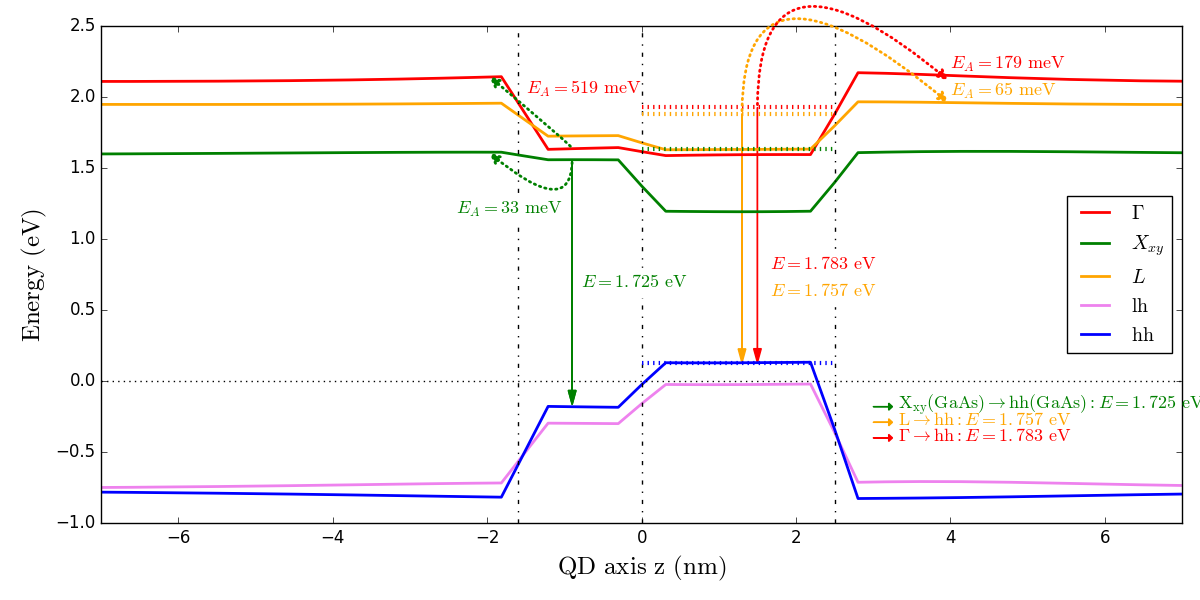 2.5
2.0
1.5
1.0
0.5
0.0
−0.5
−1.0
Energy (eV)
−6
−4
−2
0
2
4
6
QD axis z (nm)
E_A = 519 meV
E_A = 33 meV
E = 1.725 eV
E_A = 179 meV
E_A = 65 meV
E = 1.783 eV
E = 1.757 eV
Γ
X_xy
L
lh
hh
X_xy(GaAs) → hh(GaAs) : E = 1.725 eV
L → hh : E = 1.757 eV
Γ → hh : E = 1.783 eV